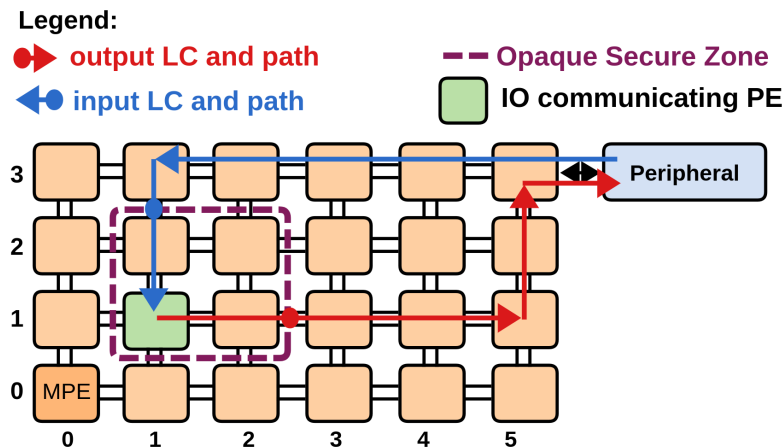 Legend:
output LC and path
Opaque Secure Zone
input LC and path
IO communicating PE
3
Peripheral
2
1
0
MPE
0 1 2 3 4 5